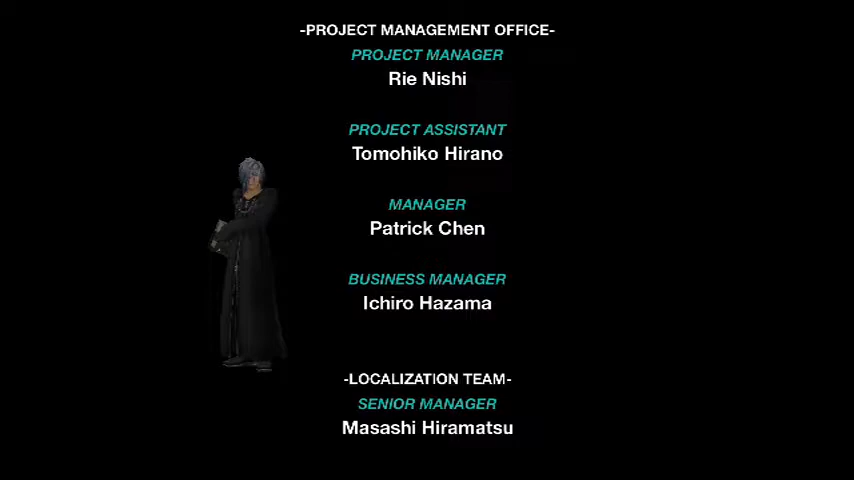 -PROJECT MANAGEMENT OFFICE-
PROJECT MANAGER
Rie Nishi
PROJECT ASSISTANT
Tomohiko Hirano
MANAGER
Patrick Chen
BUSINESS MANAGER
Ichiro Hazama
-LOCALIZATION TEAM-
SENIOR MANAGER
Masashi Hiramatsu